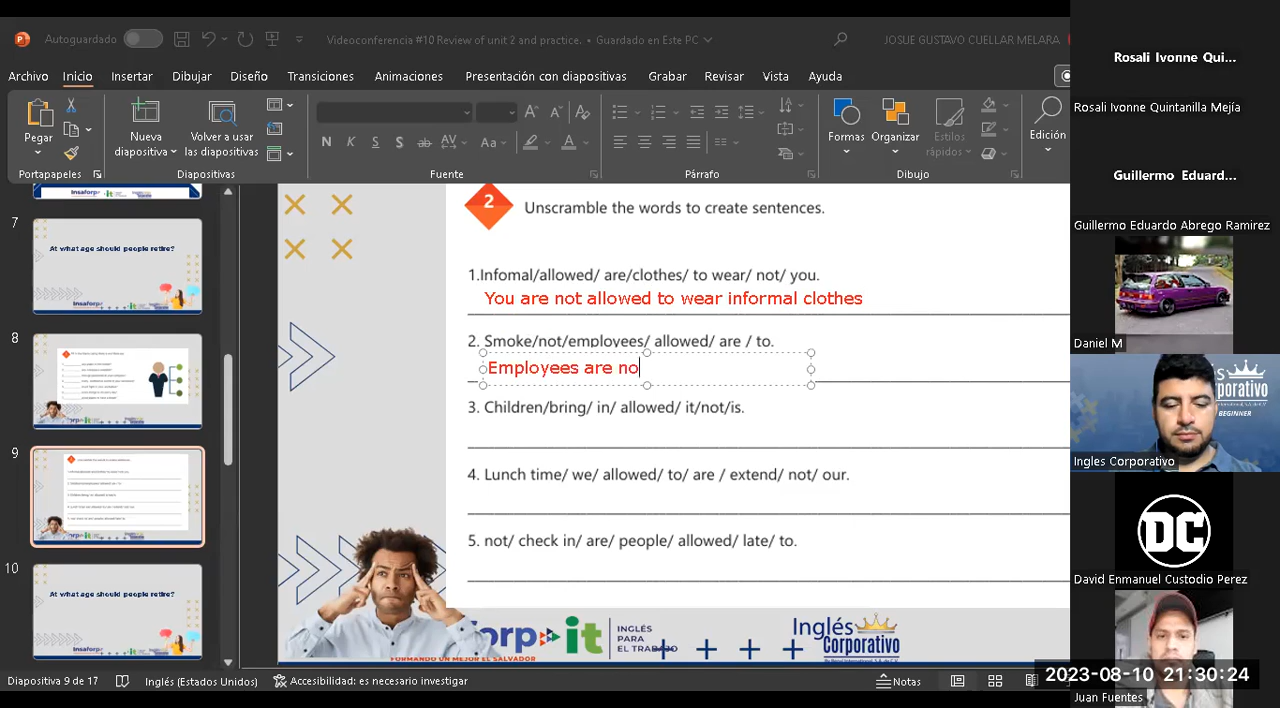 Autoguardado
Videoconferencia #10 Review of unit 2 and practice. • Guardado en Este PC
JOSUE GUSTAVO CUELLAR MELARA
Archivo Inicio Insertar Dibujar Diseño Transiciones Animaciones Presentación con diapositivas Grabar Revisar Vista Ayuda
Pegar
Nueva diapositiva
Volver a usar las diapositivas
N K S S ab AV Aa A
Formas
Organizar
Estilos rápidos
Edición
Portapapeles
Diapositivas
Fuente
Párrafo
Dibujo
7
At what age should people retire?
8
9
10
At what age should people retire?
2
Unscramble the words to create sentences.
1.Infomal/allowed/ are/clothes/ to wear/ not/ you.
You are not allowed to wear informal clothes
2. Smoke/not/employees/ allowed/ are / to.
Employees are no
3. Children/bring/ in/ allowed/ it/not/is.
4. Lunch time/ we/ allowed/ to/ are / extend/ not/ our.
5. not/ check in/ are/ people/ allowed/ late/ to.
orp it
INGLÉS
PARA
EL TRABAJO
FORMANDO UN MEJOR EL SALVADOR
Inglés
Corporativo
Diapositiva 9 de 17
Inglés (Estados Unidos)
Accesibilidad: es necesario investigar
Notas
Rosali Ivonne Qui...
Rosali Ivonne Quintanilla Mejía
Guillermo Eduard...
Guillermo Eduardo Abrego Ramirez
Daniel M
BEGINNER
Ingles Corporativo
DC
David Enmanuel Custodio Perez
2023-08-10 21:30:24
Juan Fuentes